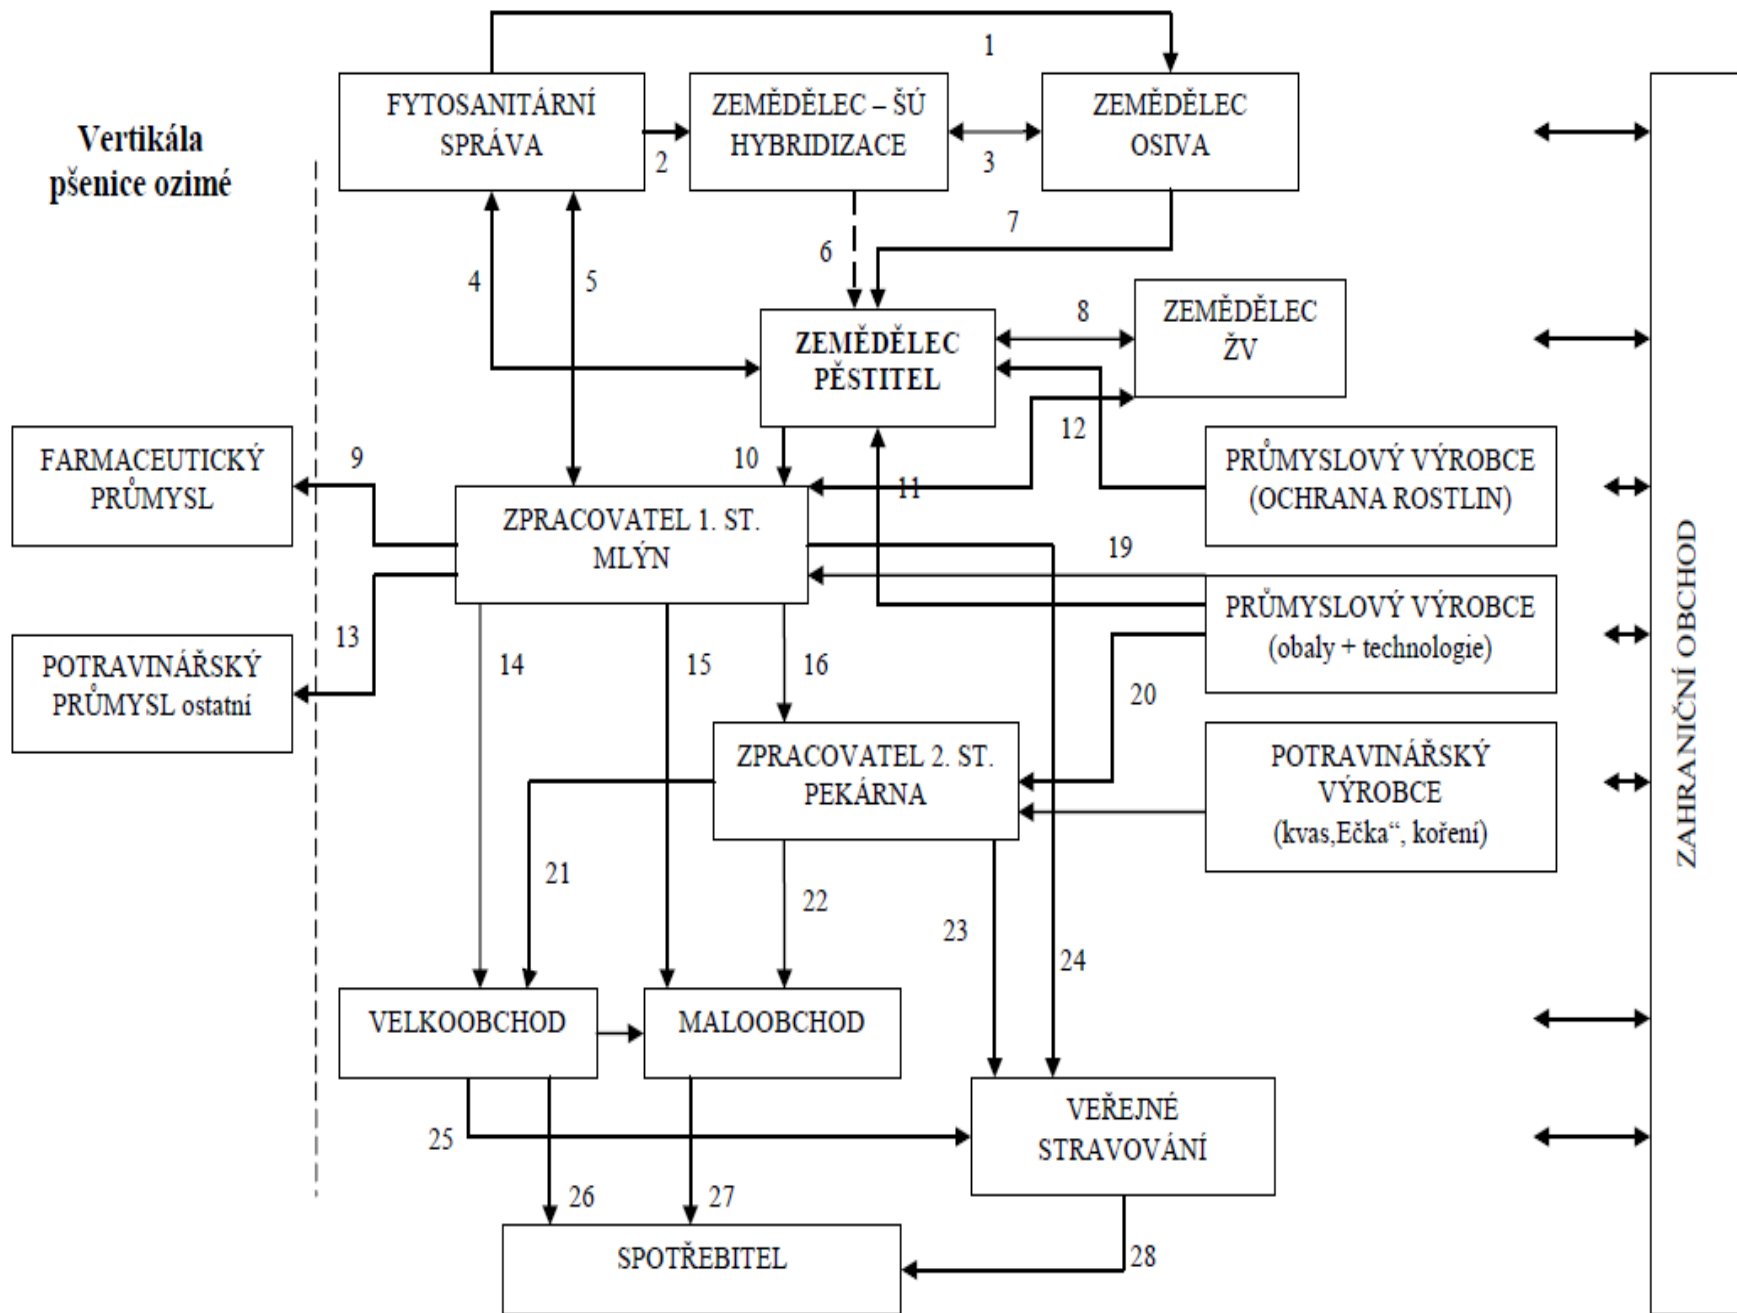 1
FYTOSANITÁRNÍ
SPRÁVA
2
ZEMĚDĚLEC – ŠÚ
HYBRIDIZACE
3
ZEMĚDĚLEC
OSIVA
Vertikála
pšenice ozimé
4
5
6
7
ZEMĚDĚLEC
PĚSTITEL
8
ZEMĚDĚLEC
ŽV
FARMACEUTICKÝ
PRŮMYSL
9
10
11
12
PRŮMYSLOVÝ VÝROBCE
(OCHRANA ROSTLIN)
ZPRACOVATEL 1. ST.
MLÝN
19
PRŮMYSLOVÝ VÝROBCE
(obaly + technologie)
POTRAVINÁŘSKÝ
PRŮMYSL ostatní
13
14
15
16
20
ZPRACOVATEL 2. ST.
PEKÁRNA
POTRAVINÁŘSKÝ
VÝROBCE
(kvas,Ečka“, koření)
ZAHRANIČNÍ OBCHOD
21
22
23
24
VELKOOBCHOD
MALOOBCHOD
VEŘEJNÉ
STRAVOVÁNÍ
25
26
27
28
SPOTŘEBITEL